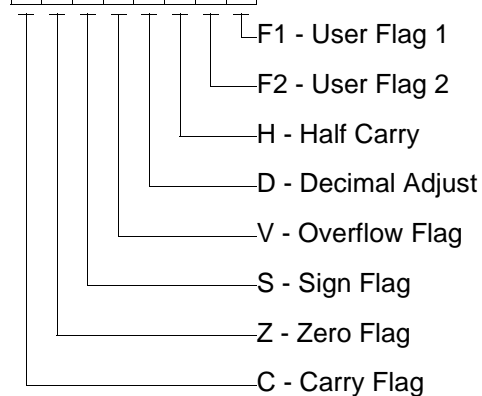 F1 - User Flag 1
F2 - User Flag 2
H - Half Carry
D - Decimal Adjust
V - Overflow Flag
S - Sign Flag
Z - Zero Flag
C - Carry Flag